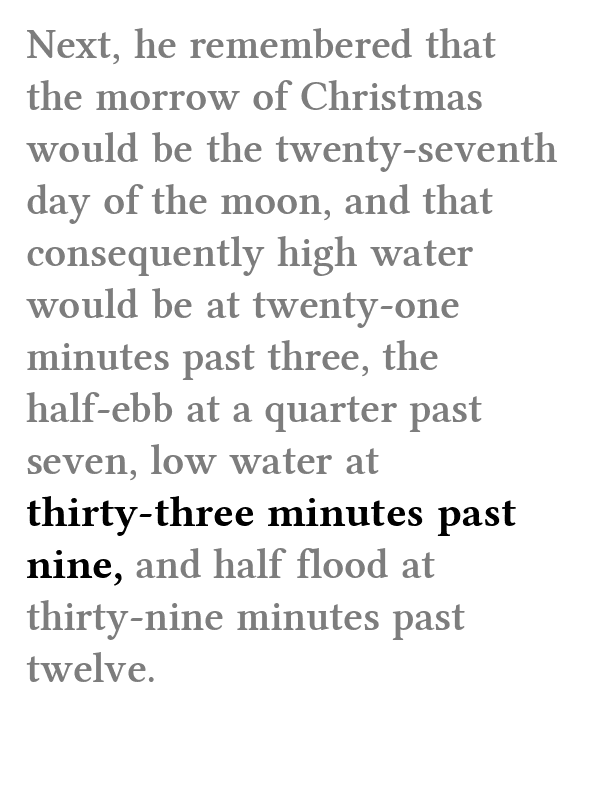 Next, he remembered that
the morrow of Christmas
would be the twenty-seventh
day of the moon, and that
consequently high water
would be at twenty-one
minutes past three, the
half-ebb at a quarter past
seven, low water at
thirty-three minutes past
nine, and half flood at
thirty-nine minutes past
twelve.